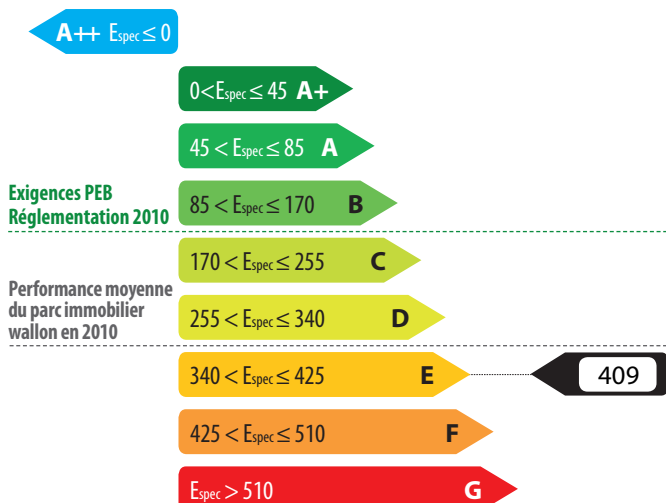 A++ Espec ≤ 0
0<Espec ≤ 45 A+
45 < Espec ≤ 85 A
Exigences PEB
Réglementation 2010
85 < Espec ≤ 170 B
170 < Espec ≤ 255 C
Performance moyenne
du parc immobilier
wallon en 2010
255 < Espec ≤ 340 D
340 < Espec ≤ 425 E
409
425 < Espec ≤ 510 F
Espec > 510 G